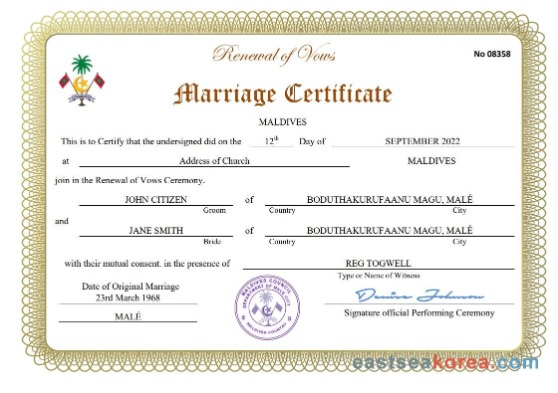 Renewal of Vows
No 08358
Marriage Certificate
MALDIVES
This is to Certify that the undersigned did on the 12th Day of SEPTEMBER 2022
at Address of Church MALDIVES
join in the Renewal of Vows Ceremony.
JOHN CITIZEN of BODUTHAKURUFAANU MAGU, MALÉ
Groom Country City
and
JANE SMITH of BODUTHAKURUFAANU MAGU, MALÉ
Bride Country City
with their mutual consent. in the presence of REG TOGWELL
Type or Name of Witness
Date of Original Marriage
23rd March 1968
MALÉ
MALDIVES COUNCIL
DEPARTMENT OF MALE CITY
MALDIVES COUNTRY
Denise Johnson
Signature official Performing Ceremony
eastseakorea.com